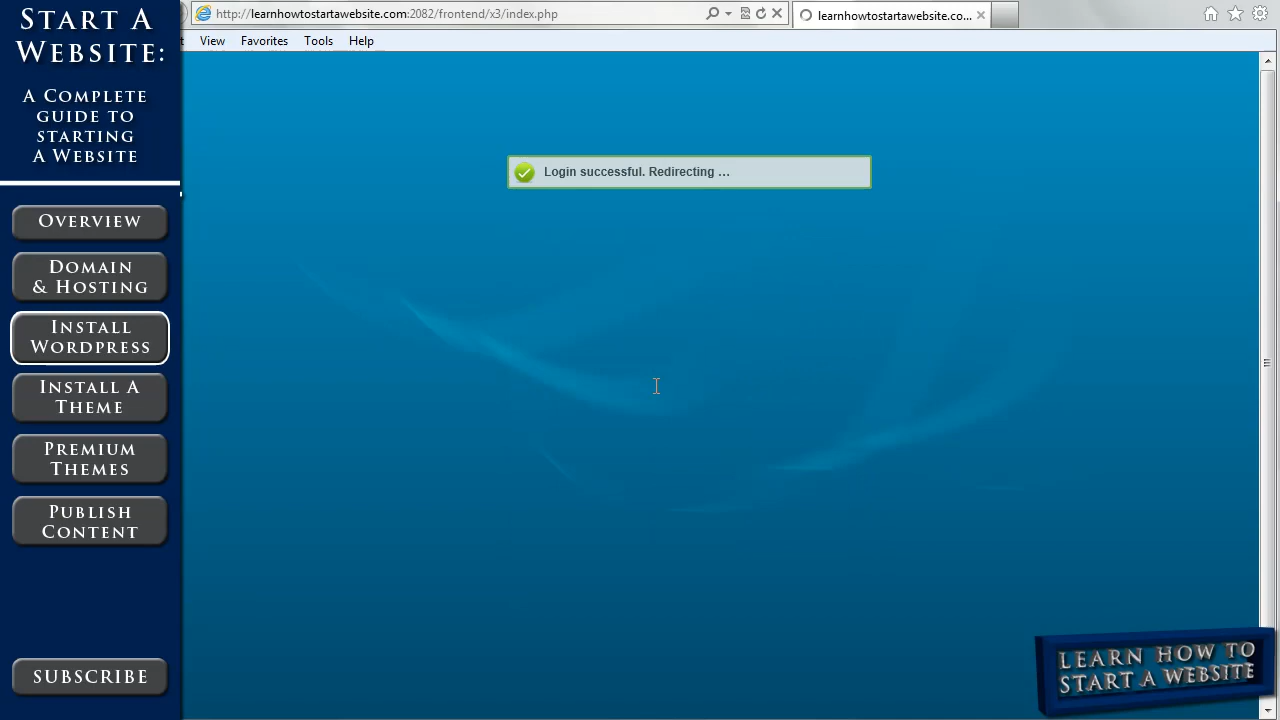 START A
WEBSITE:
A COMPLETE
GUIDE TO
STARTING
A WEBSITE
OVERVIEW
DOMAIN
& HOSTING
INSTALL
WORDPRESS
INSTALL A
THEME
PREMIUM
THEMES
PUBLISH
CONTENT
SUBSCRIBE
http://learnhowtostartawebsite.com:2082/frontend/x3/index.php
learnhowtostartawebsite.co...
t View Favorites Tools Help
Login successful. Redirecting …
LEARN HOW TO
START A WEBSITE